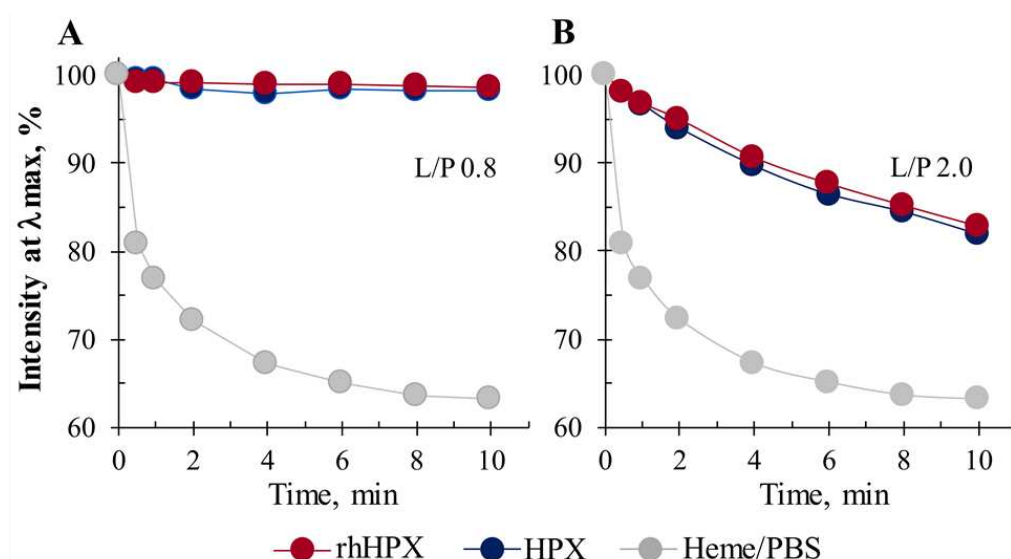 A
B
Intensity at λ max, %
100
90
80
70
60
L/P 0.8
0 2 4 6 8 10
Time, min
100
90
80
70
60
L/P 2.0
0 2 4 6 8 10
Time, min
rhHPX HPX Heme/PBS